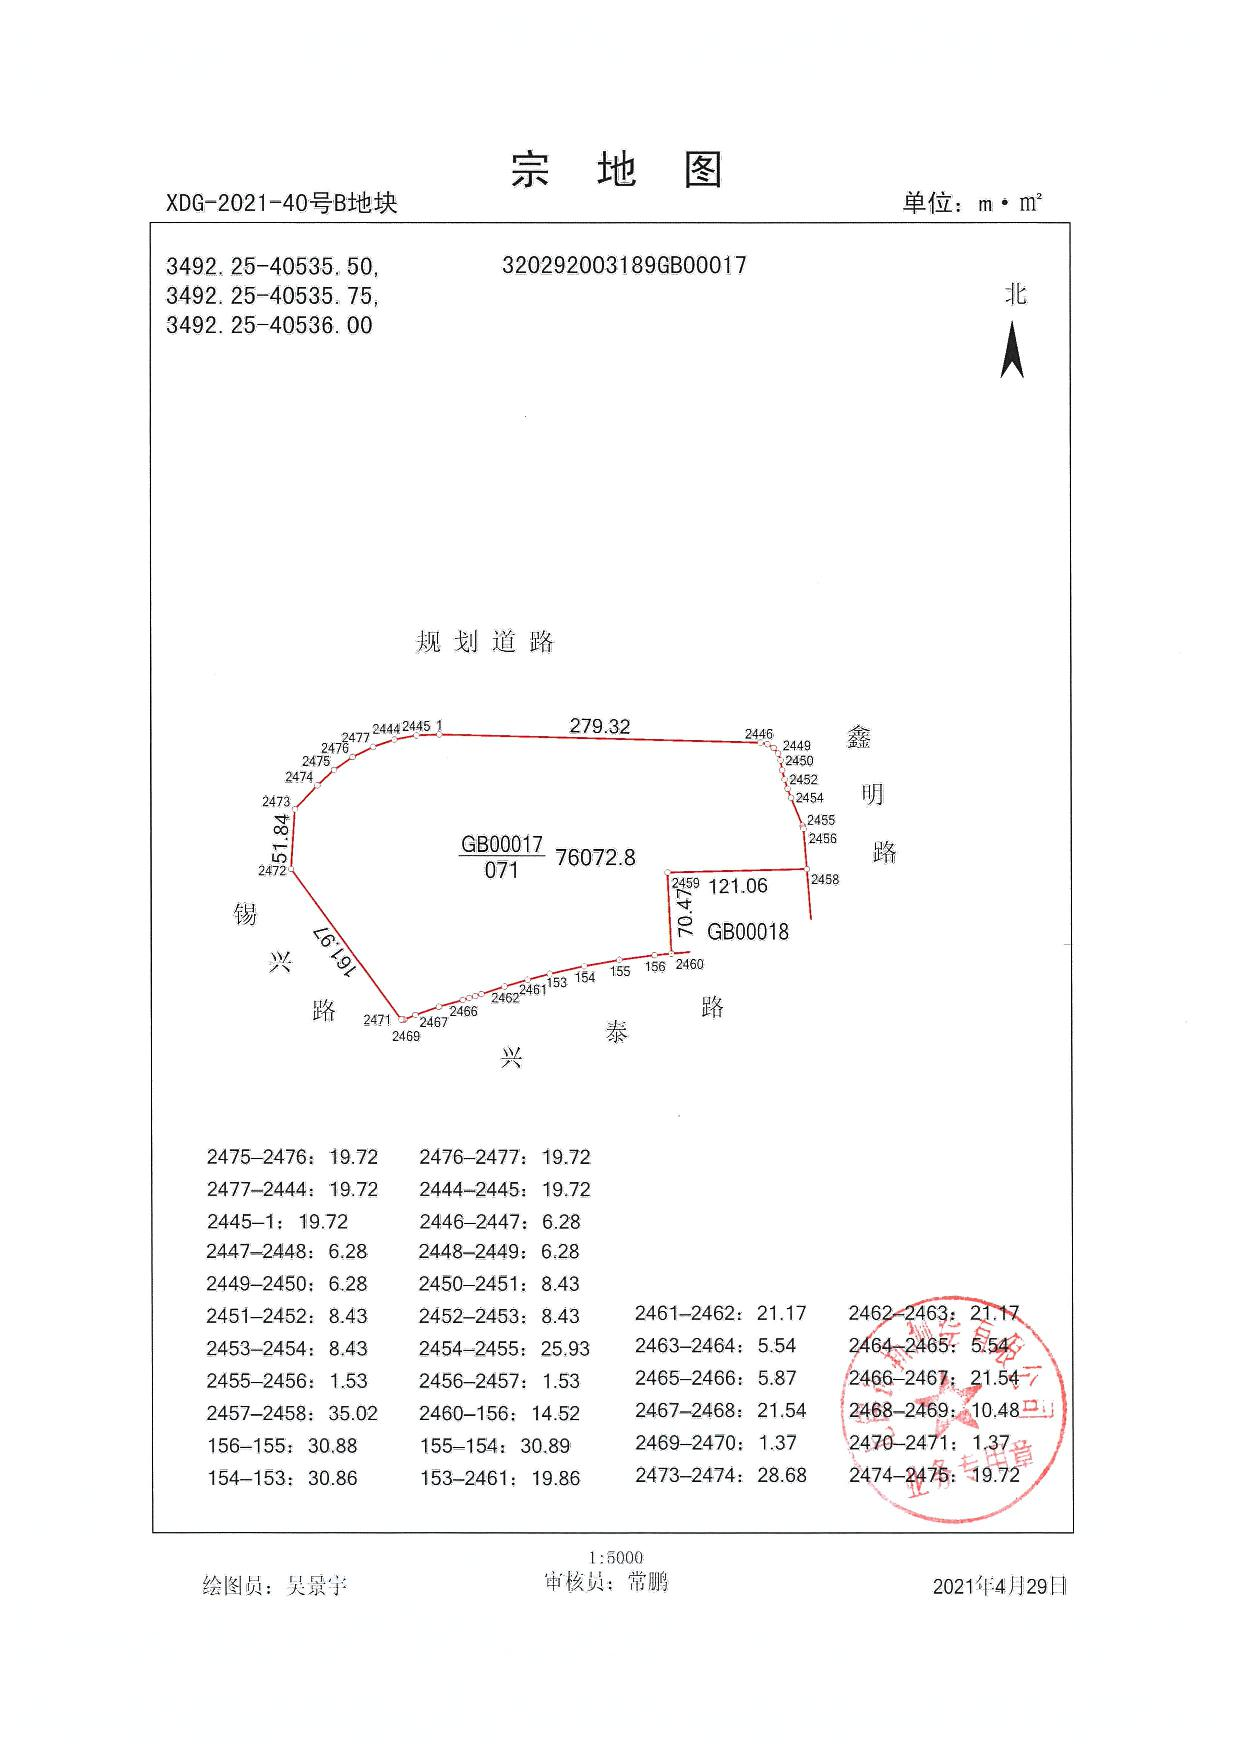 宗 地 图
XDG-2021-40号B地块 单位：m·㎡
3492.25-40535.50, 320292003189GB00017
3492.25-40535.75,
3492.25-40536.00
北
规划道路
2444 2445 1 279.32 2446
2477 2449
2476 2450
2475 2452
2474 2454
2473 2455
51.84 2456
2472 2458
鑫明路
GB00017 76072.8
071
2459 121.06
70.47
GB00018
锡兴路
161.97
2471 2469 2467 2466 2462 2461 153 154 155 156 2460
兴泰路
2475–2476：19.72 2476–2477：19.72
2477–2444：19.72 2444–2445：19.72
2445–1：19.72 2446–2447：6.28
2447–2448：6.28 2448–2449：6.28
2449–2450：6.28 2450–2451：8.43
2451–2452：8.43 2452–2453：8.43 2461–2462：21.17 2462–2463：21.17
2453–2454：8.43 2454–2455：25.93 2463–2464：5.54 2464–2465：5.54
2455–2456：1.53 2456–2457：1.53 2465–2466：5.87 2466–2467：21.54
2457–2458：35.02 2460–156：14.52 2467–2468：21.54 2468–2469：10.48
156–155：30.88 155–154：30.89 2469–2470：1.37 2470–2471：1.37
154–153：30.86 153–2461：19.86 2473–2474：28.68 2474–2475：19.72
有限公司
业务专用章
1:5000
绘图员：吴景宇 审核员：常鹏 2021年4月29日